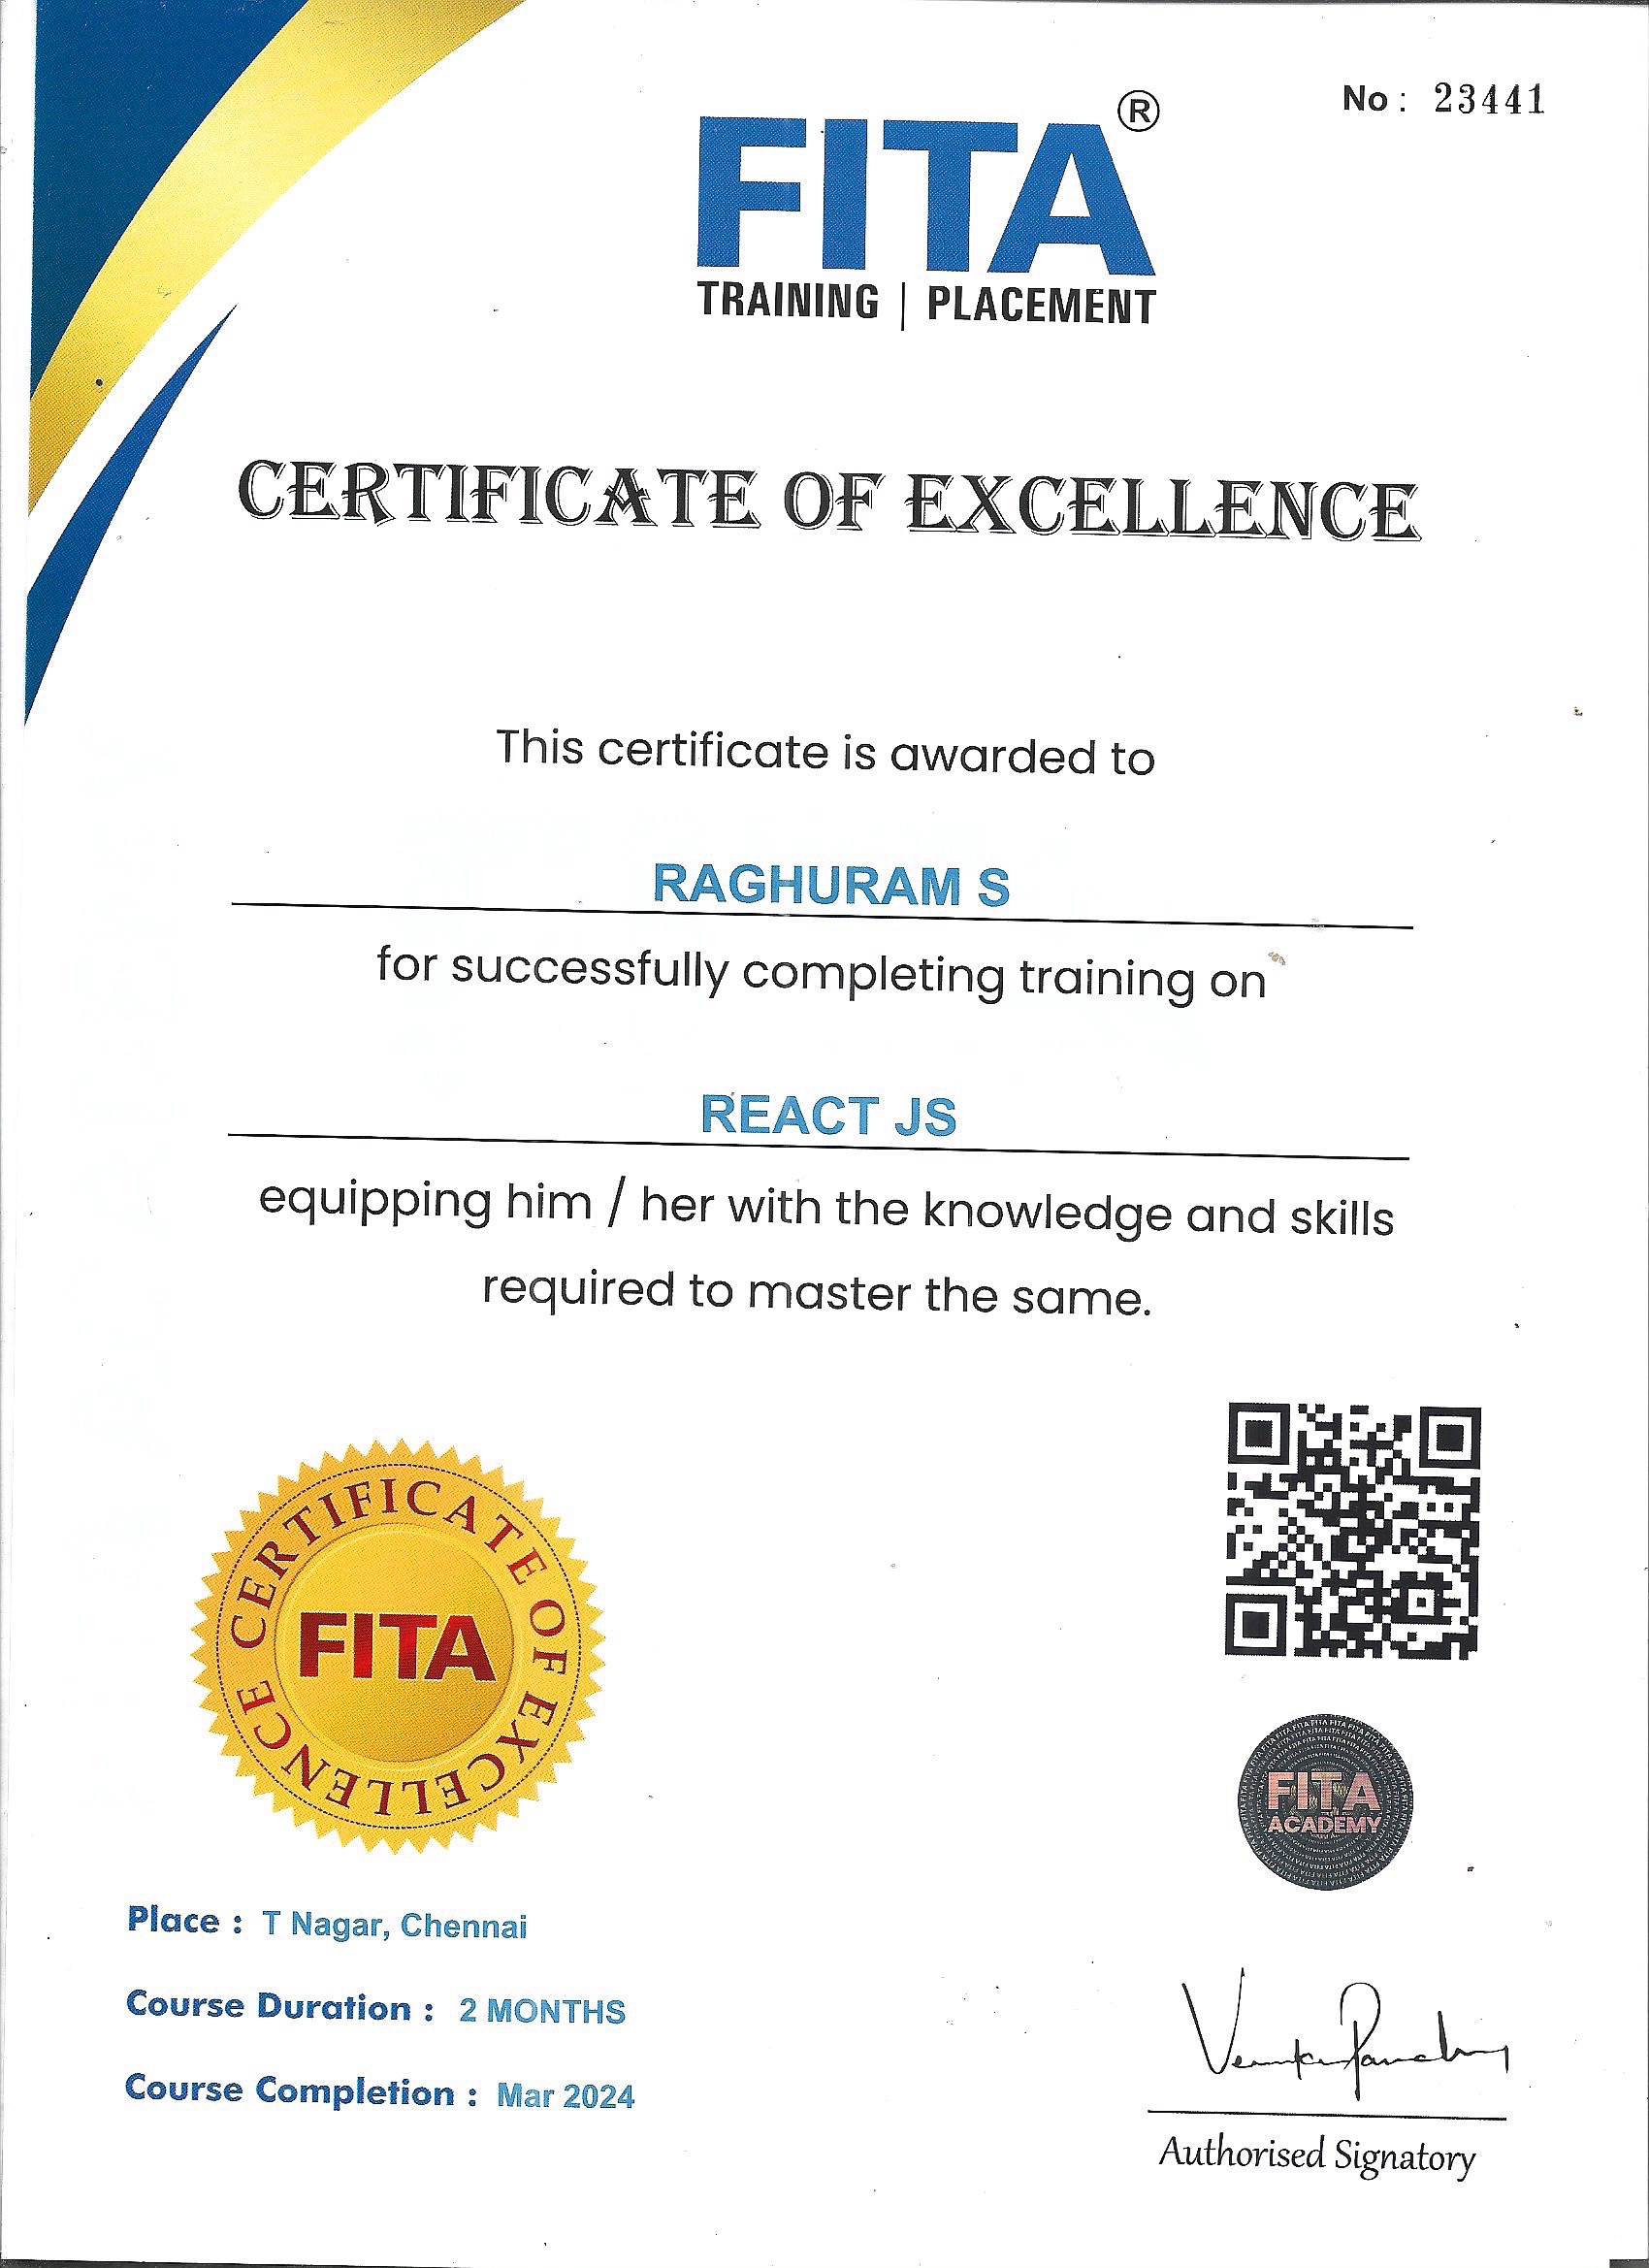 No : 23441
FITA®
TRAINING | PLACEMENT
CERTIFICATE OF EXCELLENCE
This certificate is awarded to
RAGHURAM S
for successfully completing training on
REACT JS
equipping him / her with the knowledge and skills
required to master the same.
CERTIFICATE OF EXCELLENCE
FITA
FITA
ACADEMY
Place : T Nagar, Chennai
Course Duration : 2 MONTHS
Course Completion : Mar 2024
Authorised Signatory